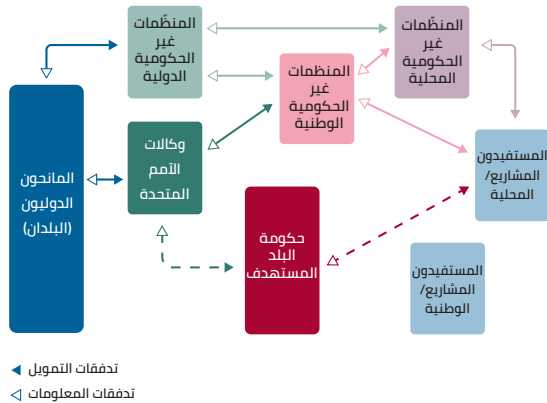 المنظّمات
غير
الحكومية
الدولية
المنظّمات
غير
الحكومية
المحلية
المنظمات
غير
الحكومية
الوطنية
وكالات
الأمم
المتحدة
المانحون
الدوليون
(البلدان)
المستفيدون
المشاريع/
المحلية
حكومة
البلد
المستهدف
المستفيدون
المشاريع/
الوطنية
تدفقات التمويل
تدفقات المعلومات